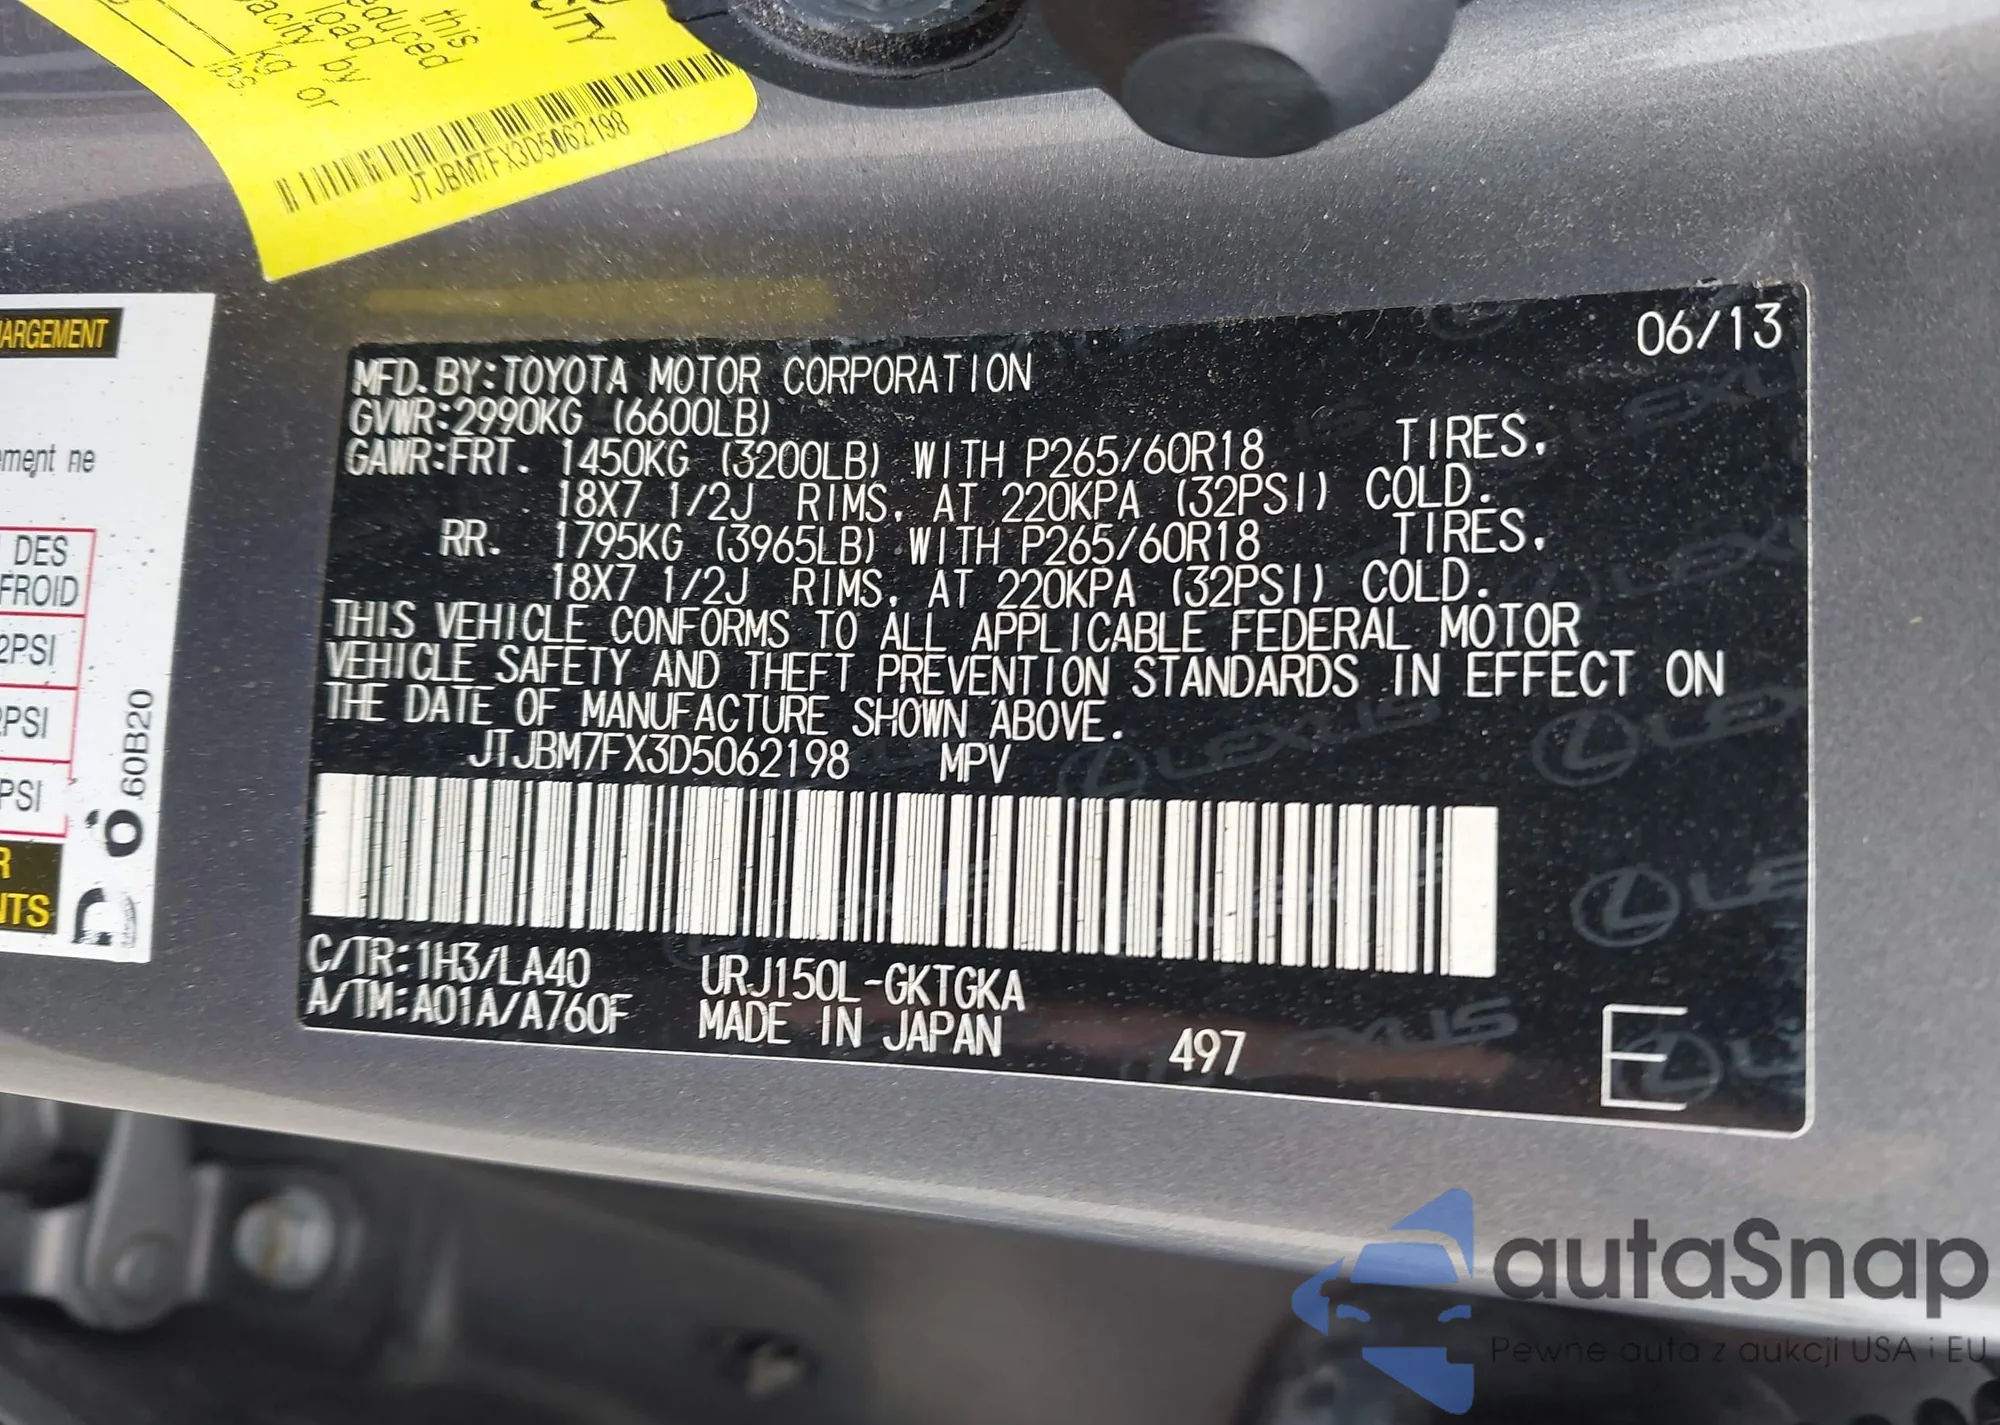 CITY
this
reduced
load by
kg or
lbs.
JTJBM7FX3D5062198
ARGEMENT
ement ne
DES
FROID
2PSI
PSI
PSI
R
NTS
60B20
06/13
MFD. BY: TOYOTA MOTOR CORPORATION
GVWR: 2990KG (6600LB)
GAWR: FRT. 1450KG (3200LB) WITH P265/60R18 TIRES,
18X7 1/2J RIMS, AT 220KPA (32PSI) COLD.
RR. 1795KG (3965LB) WITH P265/60R18 TIRES,
18X7 1/2J RIMS, AT 220KPA (32PSI) COLD.
THIS VEHICLE CONFORMS TO ALL APPLICABLE FEDERAL MOTOR
VEHICLE SAFETY AND THEFT PREVENTION STANDARDS IN EFFECT ON
THE DATE OF MANUFACTURE SHOWN ABOVE.
JTJBM7FX3D5062198 MPV
C/TR: 1H3/LA40 URJ150L-GKTGKA
A/TM: A01A/A760F MADE IN JAPAN 497 E
LEXUS
autaSnap
Pewne auta z aukcji USA i EU